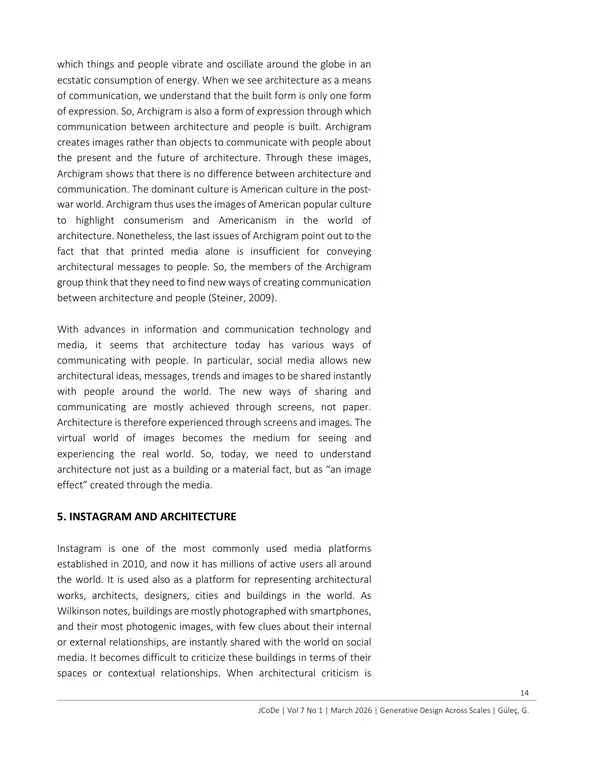 which things and people vibrate and oscillate around the globe in an
ecstatic consumption of energy. When we see architecture as a means
of communication, we understand that the built form is only one form
of expression. So, Archigram is also a form of expression through which
communication between architecture and people is built. Archigram
creates images rather than objects to communicate with people about
the present and the future of architecture. Through these images,
Archigram shows that there is no difference between architecture and
communication. The dominant culture is American culture in the post-
war world. Archigram thus uses the images of American popular culture
to highlight consumerism and Americanism in the world of
architecture. Nonetheless, the last issues of Archigram point out to the
fact that that printed media alone is insufficient for conveying
architectural messages to people. So, the members of the Archigram
group think that they need to find new ways of creating communication
between architecture and people (Steiner, 2009).
With advances in information and communication technology and
media, it seems that architecture today has various ways of
communicating with people. In particular, social media allows new
architectural ideas, messages, trends and images to be shared instantly
with people around the world. The new ways of sharing and
communicating are mostly achieved through screens, not paper.
Architecture is therefore experienced through screens and images. The
virtual world of images becomes the medium for seeing and
experiencing the real world. So, today, we need to understand
architecture not just as a building or a material fact, but as “an image
effect” created through the media.
5. INSTAGRAM AND ARCHITECTURE
Instagram is one of the most commonly used media platforms
established in 2010, and now it has millions of active users all around
the world. It is used also as a platform for representing architectural
works, architects, designers, cities and buildings in the world. As
Wilkinson notes, buildings are mostly photographed with smartphones,
and their most photogenic images, with few clues about their internal
or external relationships, are instantly shared with the world on social
media. It becomes difficult to criticize these buildings in terms of their
spaces or contextual relationships. When architectural criticism is
14
JCoDe | Vol 7 No 1 | March 2026 | Generative Design Across Scales | Güleç, G.